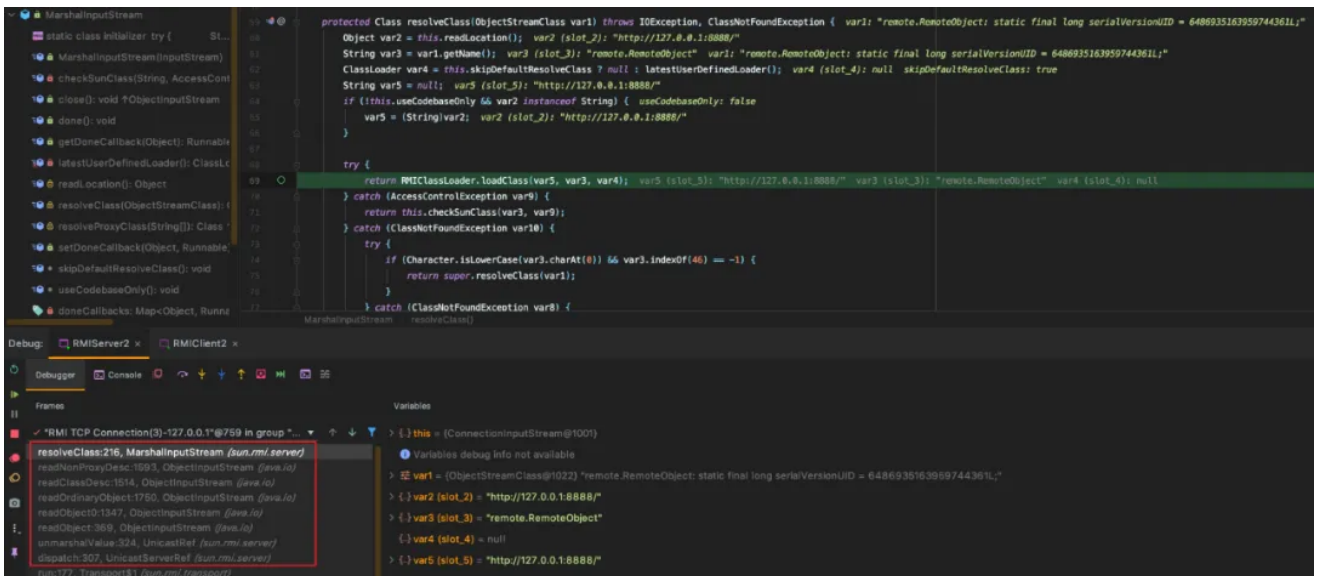 MarshalInputStream
static class initializer try { St...
MarshalInputStream(InputStream)
checkSunClass(String, AccessCont
close(): void ↑ObjectInputStream
done(): void
getDoneCallback(Object): Runnable
latestUserDefinedLoader(): ClassLc
readLocation(): Object
resolveClass(ObjectStreamClass): (
resolveProxyClass(String[]): Class
setDoneCallback(Object, Runnable,
skipDefaultResolveClass(): void
useCodebaseOnly(): void
doneCallbacks: Map<Object, Runna
protected Class resolveClass(ObjectStreamClass var1) throws IOException, ClassNotFoundException { var1: "remote.RemoteObject: static final long serialVersionUID = 6486935163959744361L;"
Object var2 = this.readLocation(); var2 (slot_2): "http://127.0.0.1:8888/"
String var3 = var1.getName(); var3 (slot_3): "remote.RemoteObject" var1: "remote.RemoteObject: static final long serialVersionUID = 6486935163959744361L;"
ClassLoader var4 = this.skipDefaultResolveClass ? null : latestUserDefinedLoader(); var4 (slot_4): null skipDefaultResolveClass: true
String var5 = null; var5 (slot_5): "http://127.0.0.1:8888/"
if (!this.useCodebaseOnly && var2 instanceof String) { useCodebaseOnly: false
var5 = (String)var2; var2 (slot_2): "http://127.0.0.1:8888/"
}
try {
69 return RMIClassLoader.loadClass(var5, var3, var4); var5 (slot_5): "http://127.0.0.1:8888/" var3 (slot_3): "remote.RemoteObject" var4 (slot_4): null
} catch (AccessControlException var9) {
return this.checkSunClass(var3, var9);
} catch (ClassNotFoundException var10) {
try {
if (Character.isLowerCase(var3.charAt(0)) && var3.indexOf(46) == -1) {
return super.resolveClass(var1);
}
} catch (ClassNotFoundException var8) {
MarshalInputStream resolveClass()
Debug: RMIServer2 × RMIClient2 ×
Debugger Console
Frames
Variables
"RMI TCP Connection(3)-127.0.0.1"@759 in group "...
resolveClass:216, MarshalInputStream (sun.rmi.server)
readNonProxyDesc:1593, ObjectInputStream (java.io)
readClassDesc:1514, ObjectInputStream (java.io)
readOrdinaryObject:1750, ObjectInputStream (java.io)
readObject0:1347, ObjectInputStream (java.io)
readObject:369, ObjectInputStream (java.io)
unmarshalValue:324, UnicastRef (sun.rmi.server)
dispatch:307, UnicastServerRef (sun.rmi.server)
run:177, Transport$1 (sun.rmi.transport)
this = {ConnectionInputStream@1001}
Variables debug info not available
var1 = {ObjectStreamClass@1022} "remote.RemoteObject: static final long serialVersionUID = 6486935163959744361L;"
var2 (slot_2) = "http://127.0.0.1:8888/"
var3 (slot_3) = "remote.RemoteObject"
var4 (slot_4) = null
var5 (slot_5) = "http://127.0.0.1:8888/"